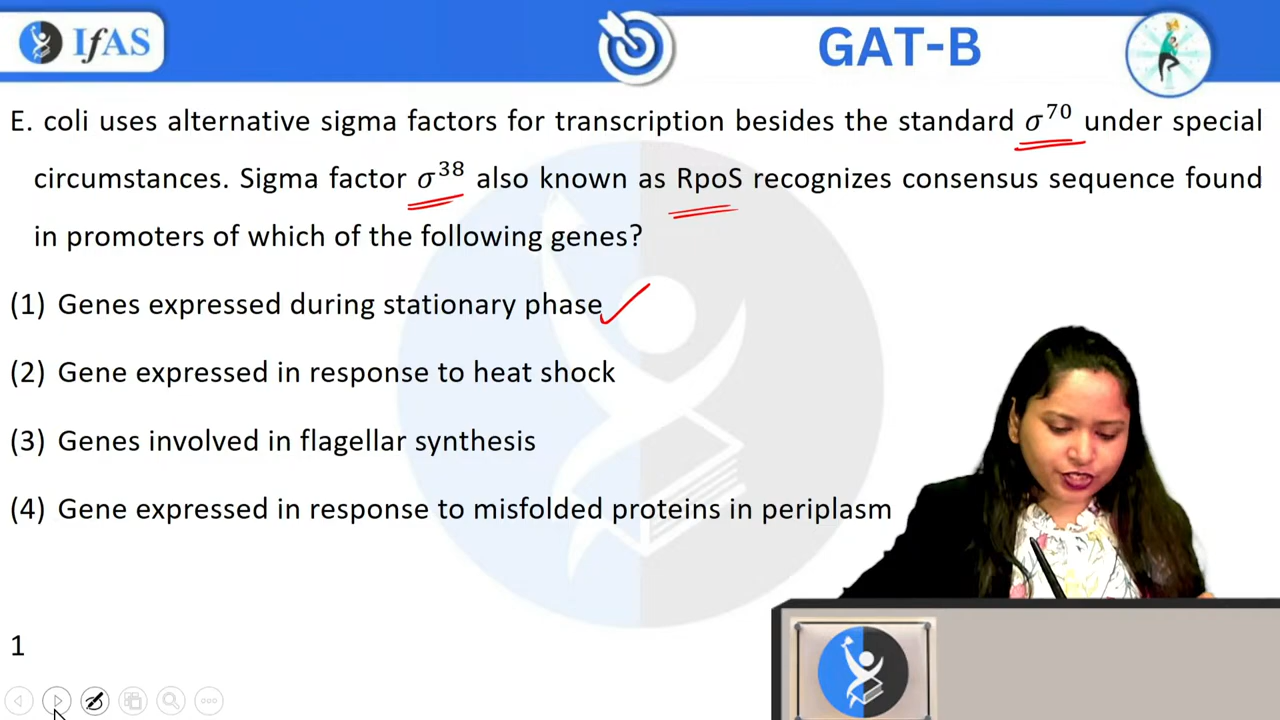 IfAS
GAT-B
E. coli uses alternative sigma factors for transcription besides the standard σ⁷⁰ under special
circumstances. Sigma factor σ³⁸ also known as RpoS recognizes consensus sequence found
in promoters of which of the following genes?
(1) Genes expressed during stationary phase
(2) Gene expressed in response to heat shock
(3) Genes involved in flagellar synthesis
(4) Gene expressed in response to misfolded proteins in periplasm
1